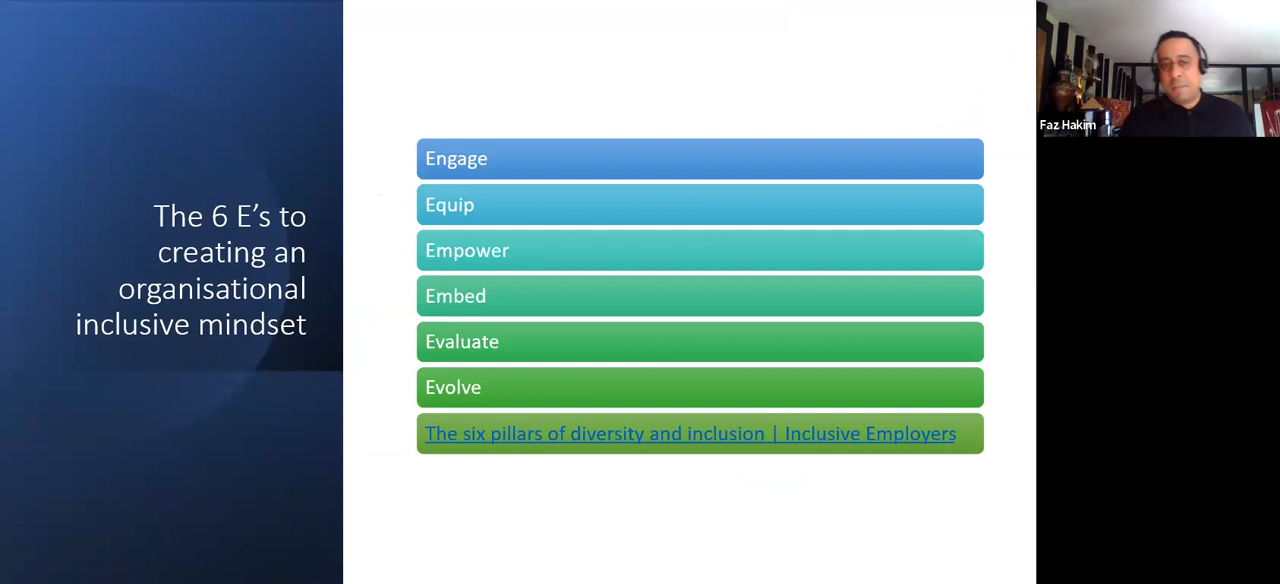 The 6 E’s to
creating an
organisational
inclusive mindset
Engage
Equip
Empower
Embed
Evaluate
Evolve
The six pillars of diversity and inclusion | Inclusive Employers
Faz Hakim